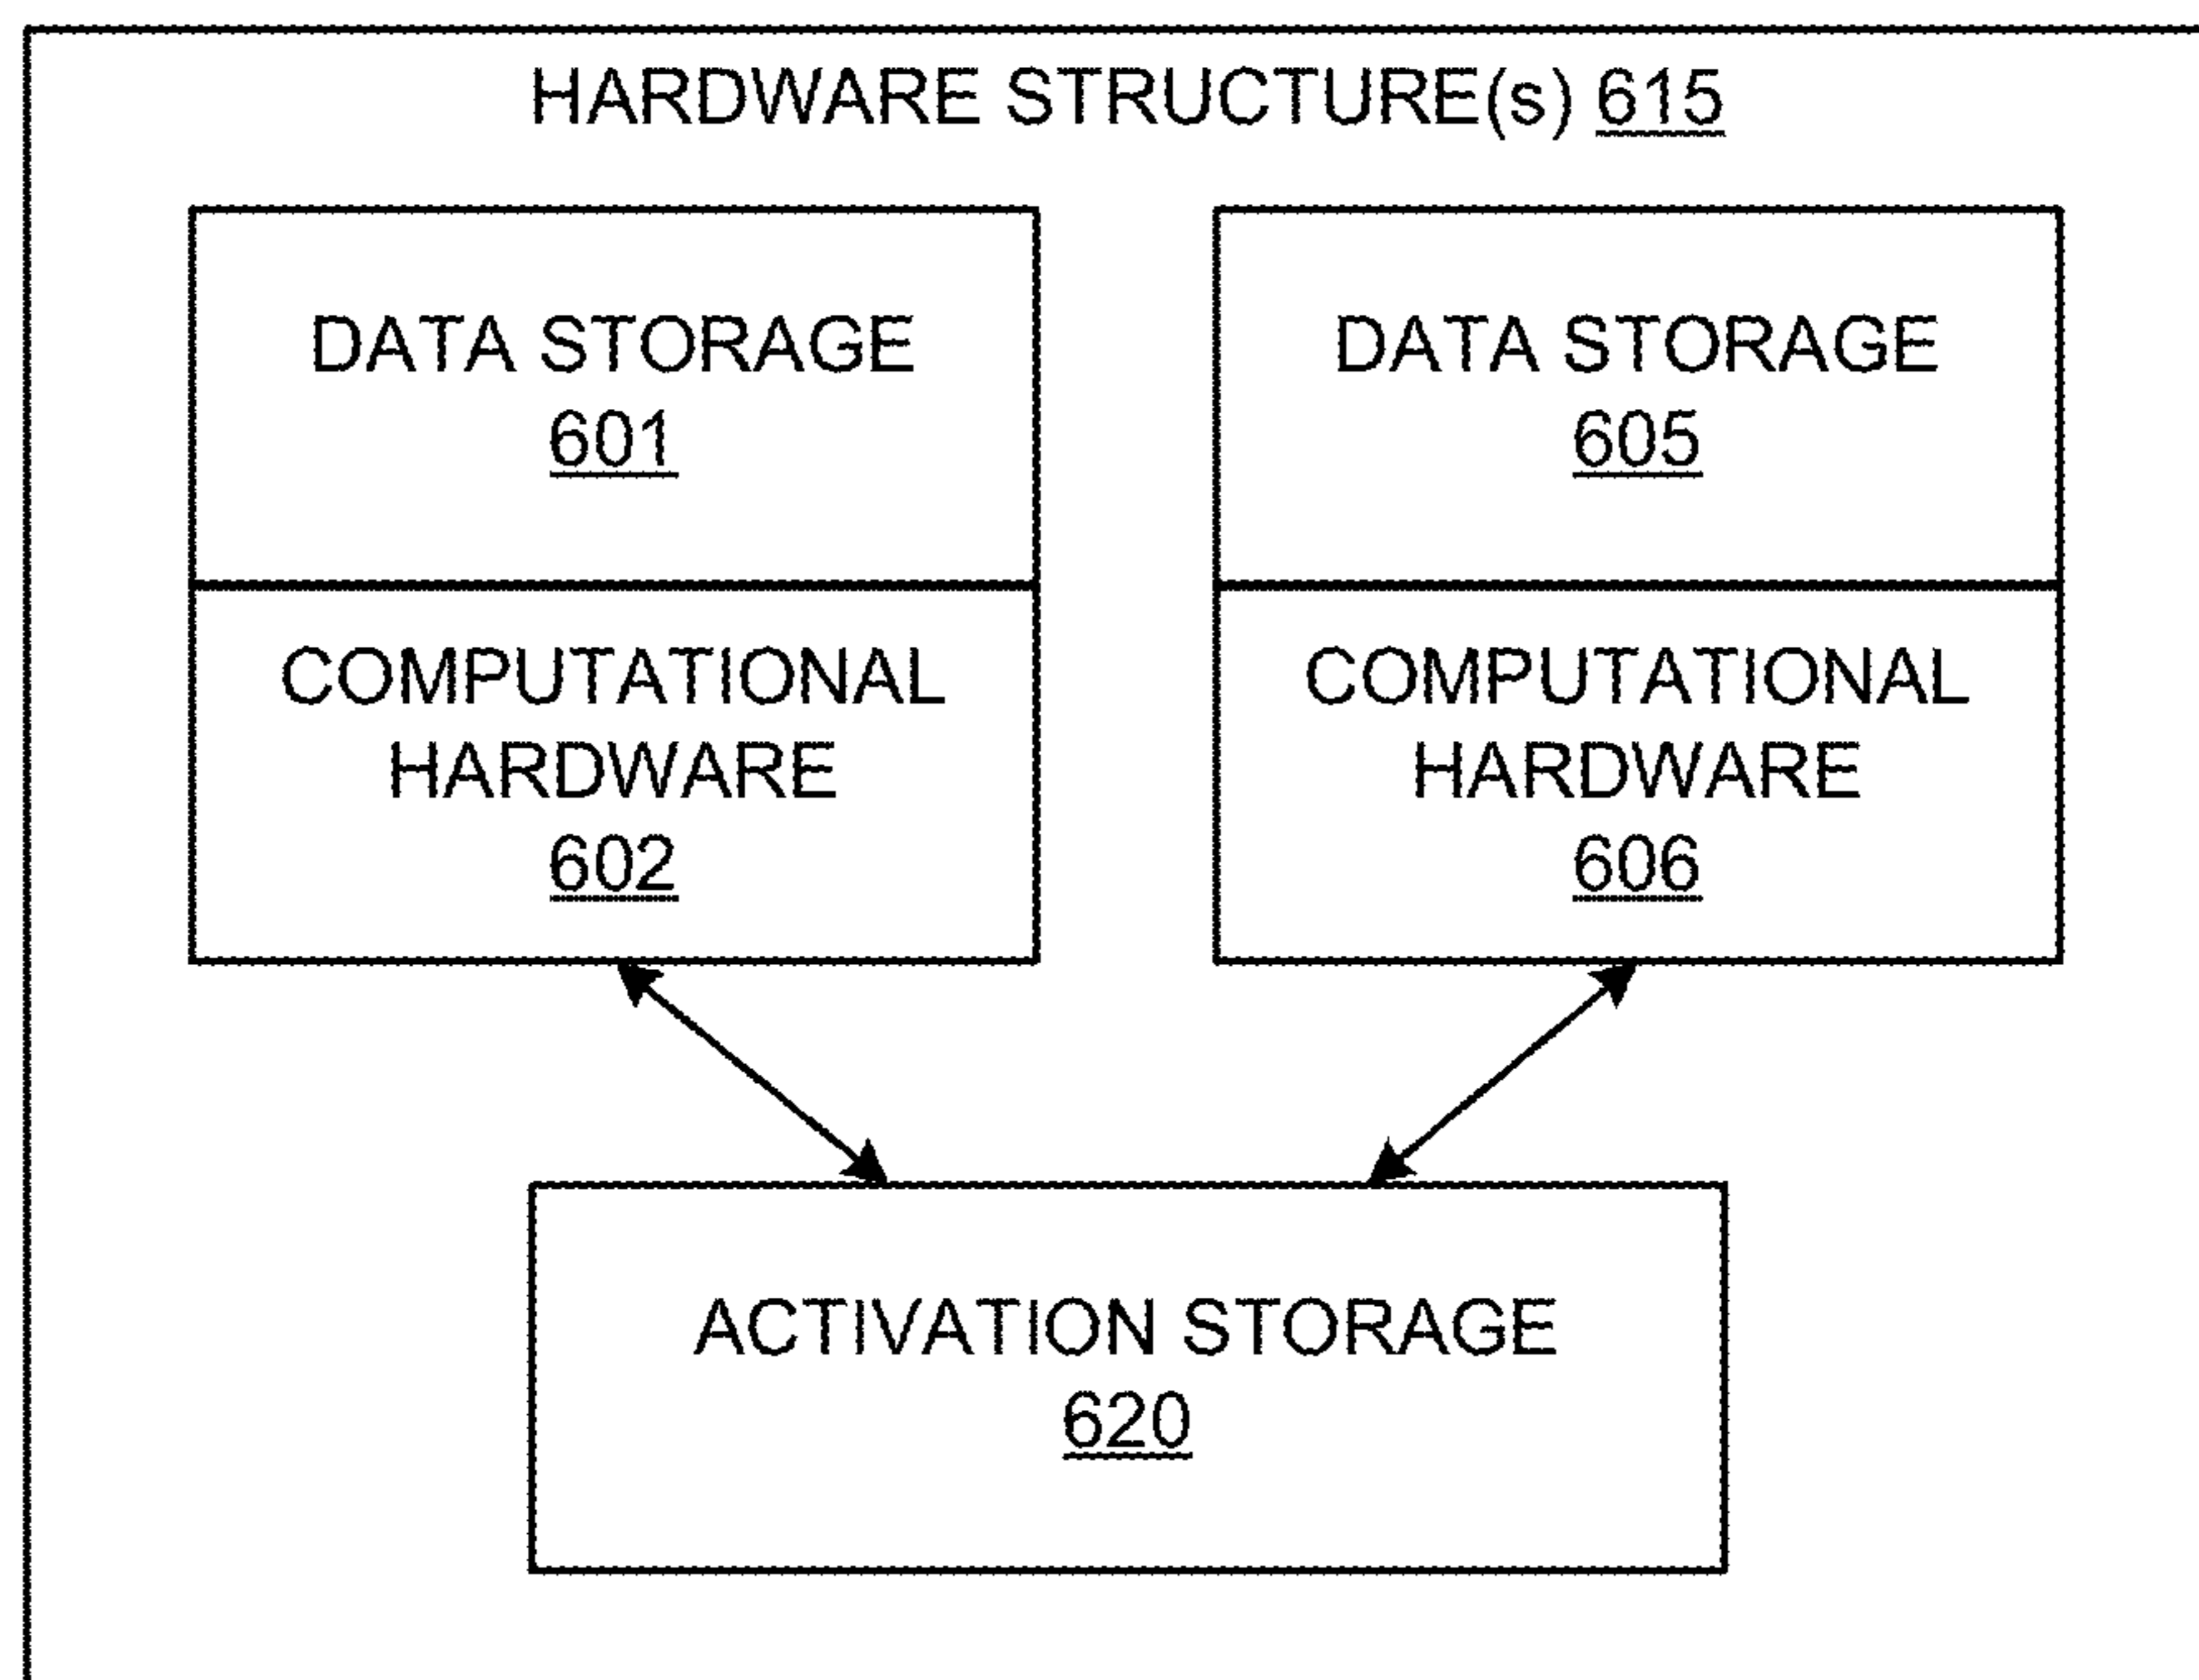 HARDWARE STRUCTURE(s) 615
DATA STORAGE
601
COMPUTATIONAL
HARDWARE
602
DATA STORAGE
605
COMPUTATIONAL
HARDWARE
606
ACTIVATION STORAGE
620